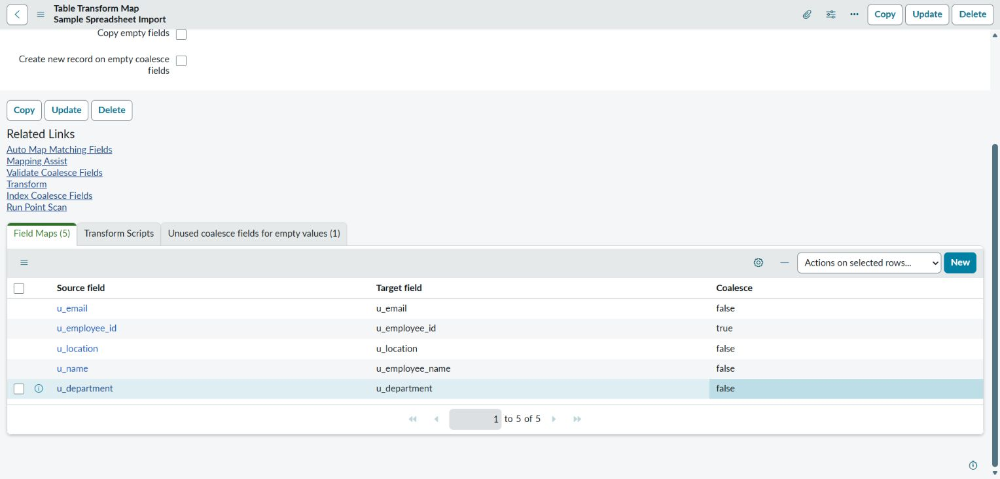 Table Transform Map
Sample Spreadsheet Import
Copy Update Delete
Copy empty fields
Create new record on empty coalesce
fields
Copy Update Delete
Related Links
Auto Map Matching Fields
Mapping Assist
Validate Coalesce Fields
Transform
Index Coalesce Fields
Run Point Scan
Field Maps (5) Transform Scripts Unused coalesce fields for empty values (1)
Actions on selected rows... New
Source field Target field Coalesce
u_email u_email false
u_employee_id u_employee_id true
u_location u_location false
u_name u_employee_name false
u_department u_department false
1 to 5 of 5